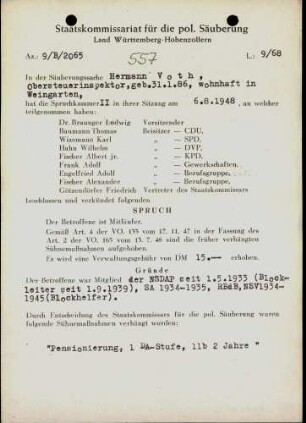 Staatskommissariat für die pol. Säuberung
Land Württemberg-Hohenzollern
Az.: 9/B/2065
557
L.: 9/68
In der Säuberungssache Hermann Voth,
Obersteuerinspektor,geb.31.1.86, wohnhaft in
Weingarten,
hat die Spruchkammer II in ihrer Sitzung am 6.8.1948, an welcher
teilgenommen haben:
Dr. Brauuger Ludwig Vorsitzender
Baumann Thomas Beisitzer — CDU,
Wizemann Karl „ — SPD,
Hahn Wilhelm „ — DVP,
Fischer Albert jr. „ — KPD,
Frank Adolf „ — Gewerkschaften,
Engelfried Adolf „ — Berufsgruppe,
Fischer Alexander „ — Berufsgruppe,
Götzendörfer Friedrich Vertreter des Staatskommissars
beschlossen und verkündet folgenden
SPRUCH
Der Betroffene ist Mitläufer.
Gemäß Art. 4 der VO. 133 vom 17. 11. 47 in der Fassung des
Art. 2 der VO. 165 vom 13. 7. 48 sind die früher verhängten
Sühnemaßnahmen aufgehoben.
Es wird eine Verwaltungsgebühr von DM 15.-- erhoben.
Gründe
Der Betroffene war Mitglied der NSDAP seit 1.5.1933 (Block-
leiter seit 1.9.1939), SA 1934-1935, RBdB,NSV1934-
1945(Blockhelfer).
Durch Entscheidung des Staatskommissars für die pol. Säuberung waren
folgende Sühnemaßnahmen verhängt:
"Pensionierung, 1 DA-Stufe, 11b 2 Jahre "